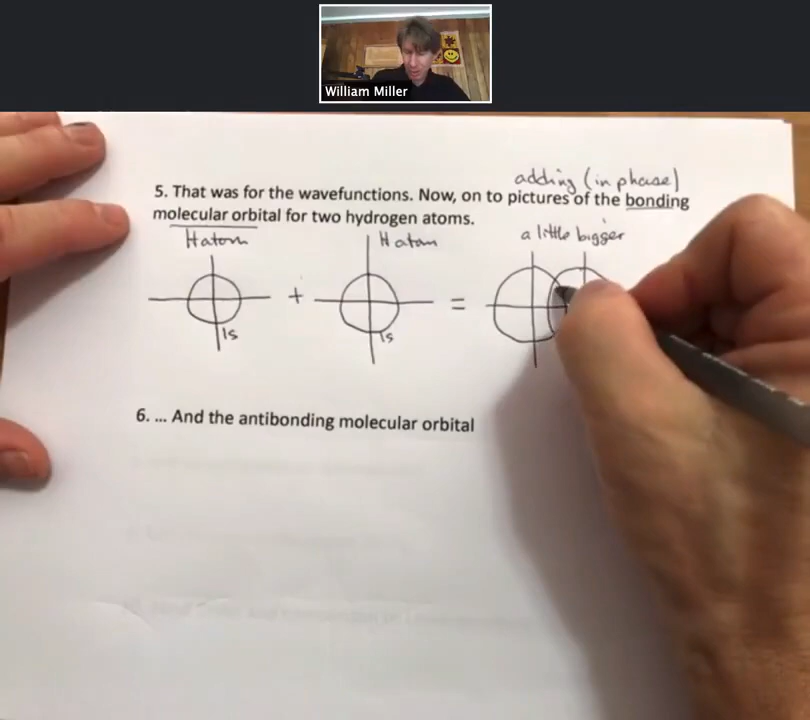 William Miller
adding (in phase)
5. That was for the wavefunctions. Now, on to pictures of the bonding
molecular orbital for two hydrogen atoms.
H atom
H atom
a little bigger
+
=
1s
1s
6. ... And the antibonding molecular orbital